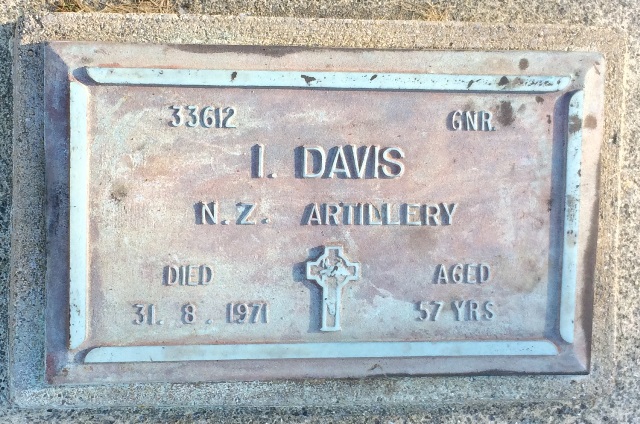 33612 GNR.
I. DAVIS
N.Z. ARTILLERY
DIED AGED
31. 8. 1971 57 YRS